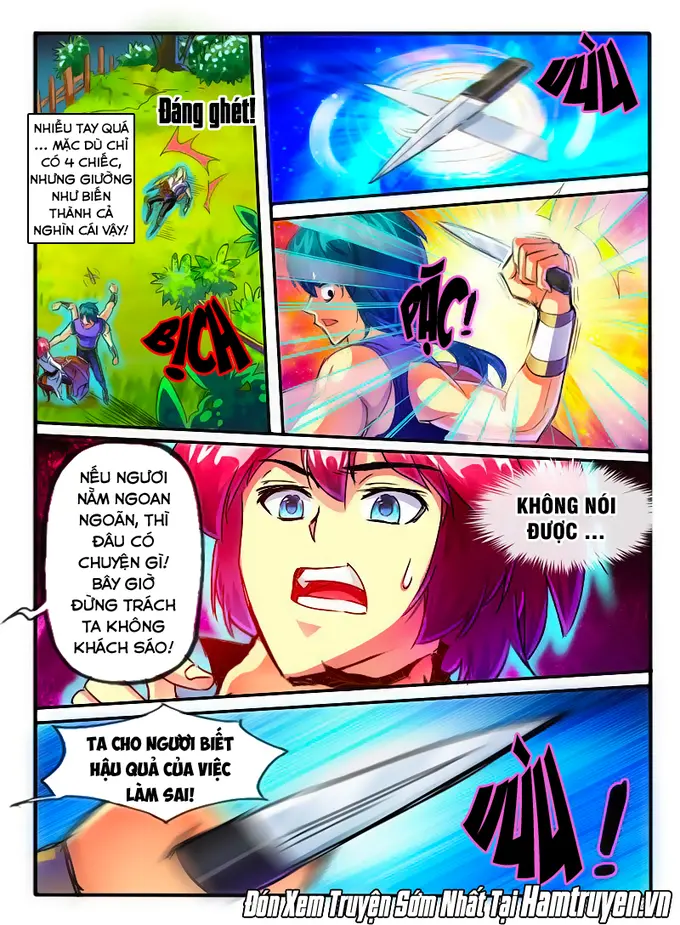 Đáng ghét!
NHIỀU TAY QUÁ
... MẶC DÙ CHỈ
CÓ 4 CHIẾC,
NHƯNG GIƯỜNG
NHƯ BIẾN
THÀNH CẢ
NGHÌN CÁI VẬY!
BỊCH
VÙÙ
PẶC!
NẾU NGƯƠI
NẰM NGOAN
NGOÃN, THÌ
ĐÂU CÓ
CHUYỆN GÌ!
BÂY GIỜ
ĐỪNG TRÁCH
TA KHÔNG
KHÁCH SÁO!
KHÔNG NÓI
ĐƯỢC ...
TA CHO NGƯỜI BIẾT
HẬU QUẢ CỦA VIỆC
LÀM SAI!
VÙÙ!
Đón Xem Truyện Sớm Nhất Tại Hamtruyen.vn